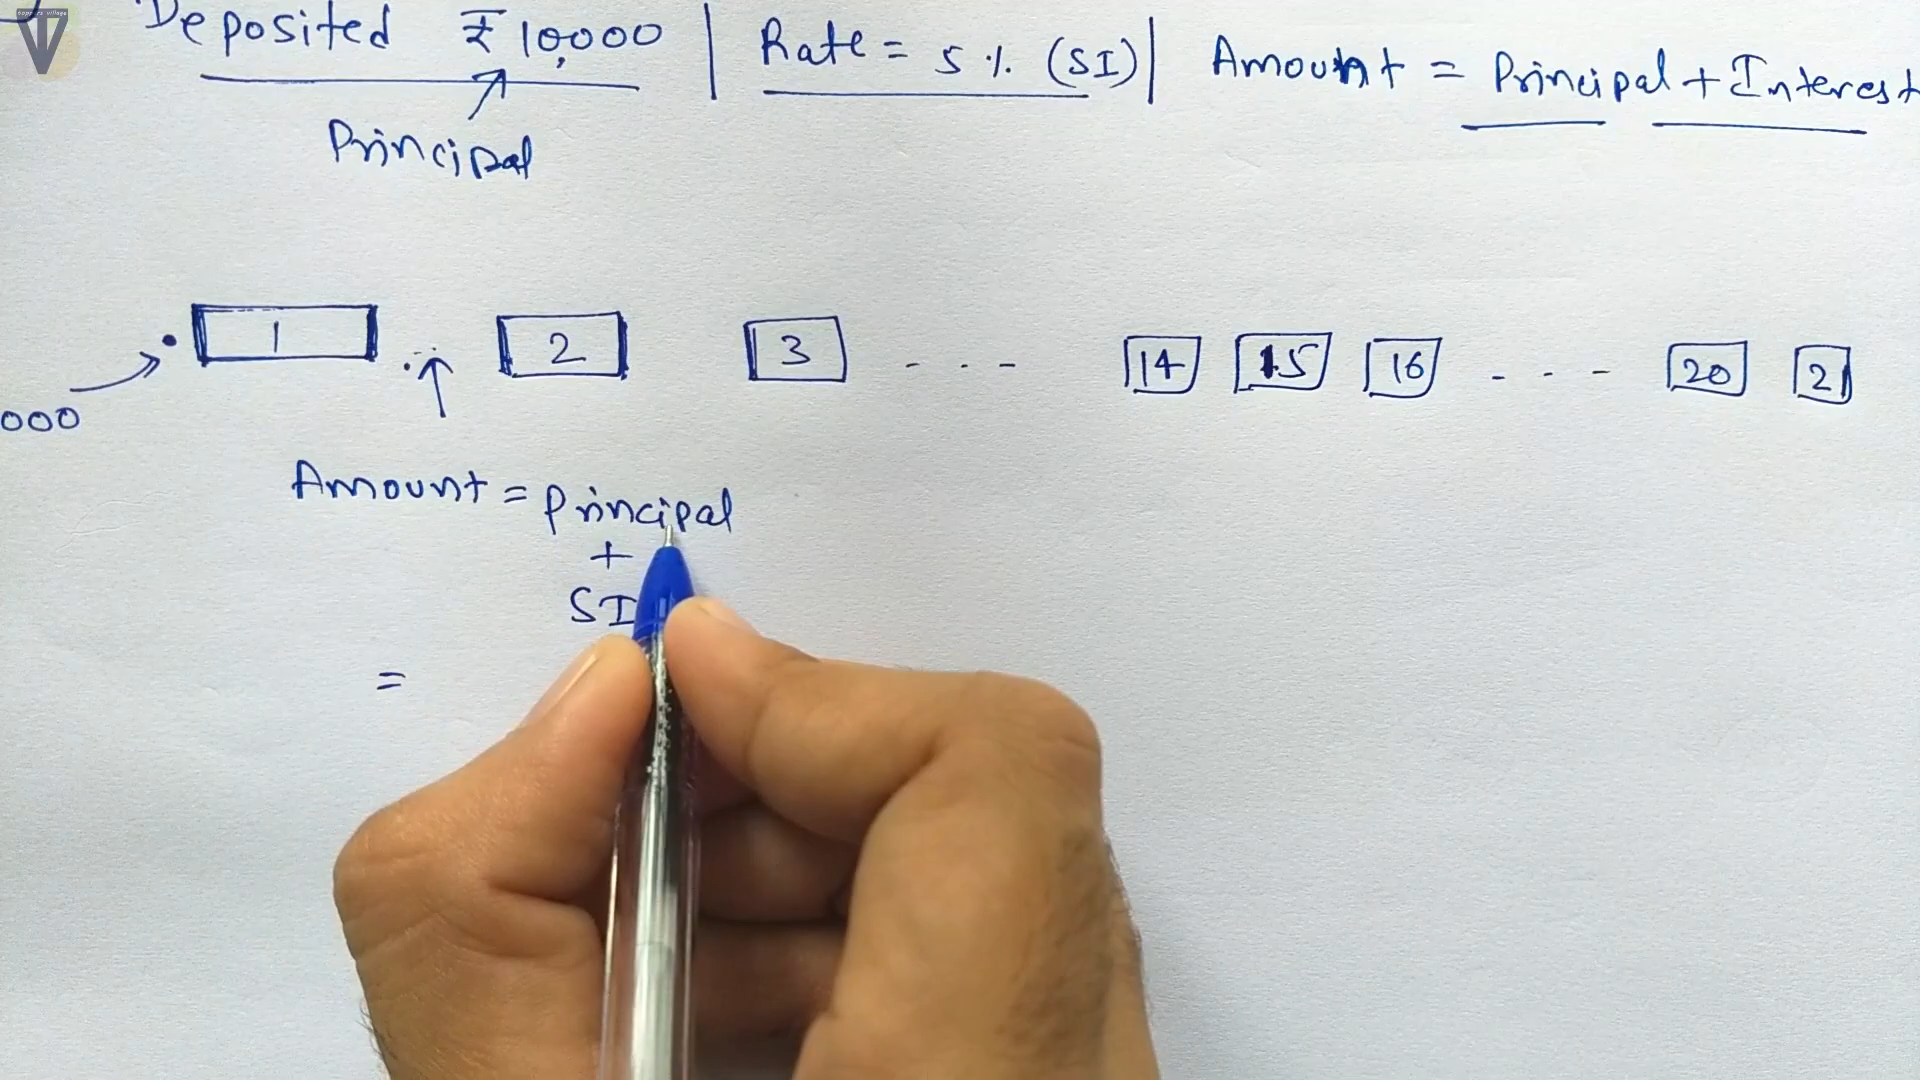 Deposited ₹10,000 | Rate = 5% (SI) | Amount = Principal + Interest
Principal
1 2 3 - - - 14 15 16 - - - 20 21
000
Amount = Principal
+
SI
=